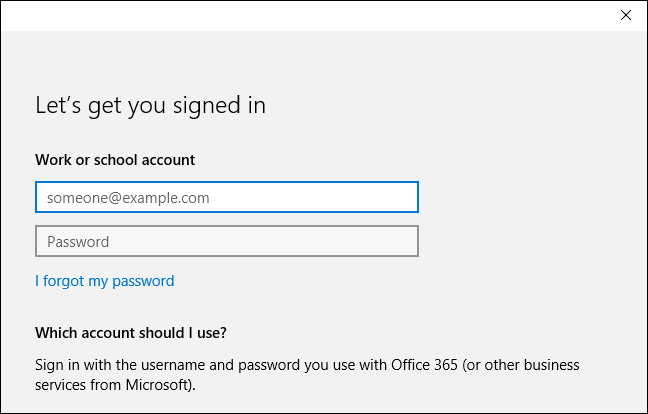 Let's get you signed in
Work or school account
someone@example.com
Password
I forgot my password
Which account should I use?
Sign in with the username and password you use with Office 365 (or other business
services from Microsoft).